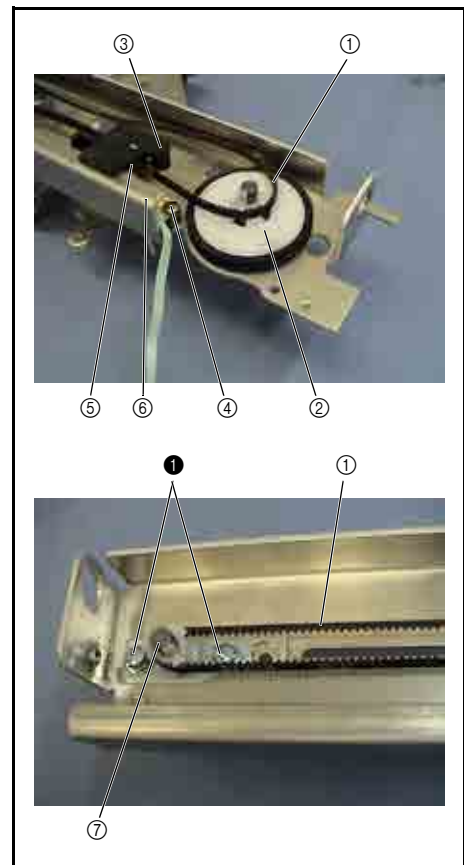 ③ ①
⑤ ⑥ ④ ②
❶ ①
⑦